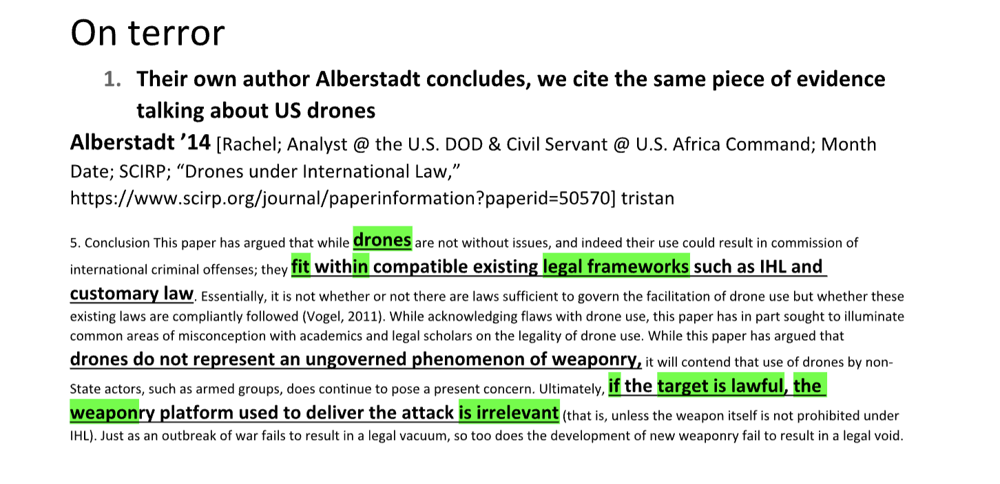 On terror
1. Their own author Alberstadt concludes, we cite the same piece of evidence
talking about US drones
Alberstadt ’14 [Rachel; Analyst @ the U.S. DOD & Civil Servant @ U.S. Africa Command; Month
Date; SCIRP; “Drones under International Law,”
https://www.scirp.org/journal/paperinformation?paperid=50570] tristan
5. Conclusion This paper has argued that while drones are not without issues, and indeed their use could result in commission of
international criminal offenses; they fit within compatible existing legal frameworks such as IHL and
customary law. Essentially, it is not whether or not there are laws sufficient to govern the facilitation of drone use but whether these
existing laws are compliantly followed (Vogel, 2011). While acknowledging flaws with drone use, this paper has in part sought to illuminate
common areas of misconception with academics and legal scholars on the legality of drone use. While this paper has argued that
drones do not represent an ungoverned phenomenon of weaponry, it will contend that use of drones by non-
State actors, such as armed groups, does continue to pose a present concern. Ultimately, if the target is lawful, the
weaponry platform used to deliver the attack is irrelevant (that is, unless the weapon itself is not prohibited under
IHL). Just as an outbreak of war fails to result in a legal vacuum, so too does the development of new weaponry fail to result in a legal void.